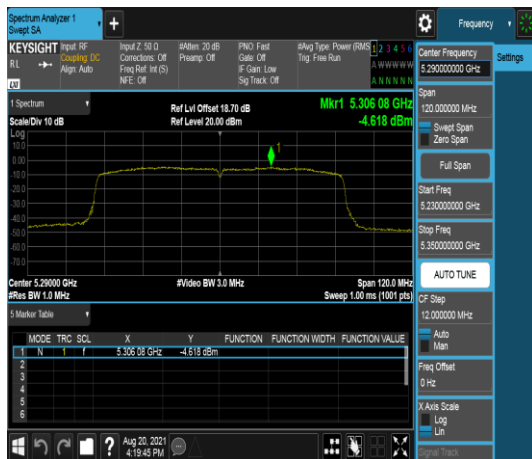 Spectrum Analyzer 1
Swept SA
Frequency
KEYSIGHT
RL
Input: RF
Coupling: DC
Align: Auto
Input Z: 50 Ω
Corrections: Off
Freq Ref: Int (S)
NFE: Off
#Atten: 20 dB
Preamp: Off
PNO: Fast
Gate: Off
IF Gain: Low
Sig Track: Off
#Avg Type: Power (RMS
Trig: Free Run
1 2 3 4 5 6
A W W W W W
A N N N N N
Center Frequency
5.290000000 GHz
Settings
Span
120.000000 MHz
Swept Span
Zero Span
Full Span
Start Freq
5.230000000 GHz
Stop Freq
5.350000000 GHz
AUTO TUNE
CF Step
12.000000 MHz
Auto
Man
Freq Offset
0 Hz
X Axis Scale
Log
Lin
Signal Track
1 Spectrum
Scale/Div 10 dB
Ref Lvl Offset 18.70 dB
Ref Level 20.00 dBm
Mkr1 5.306 08 GHz
-4.618 dBm
Log
10.0
0.00
-10.0
-20.0
-30.0
-40.0
-50.0
-60.0
-70.0
1
Center 5.29000 GHz
#Res BW 1.0 MHz
#Video BW 3.0 MHz
Span 120.0 MHz
Sweep 1.00 ms (1001 pts)
5 Marker Table
MODE TRC SCL X Y FUNCTION FUNCTION WIDTH FUNCTION VALUE
1 N 1 f 5.306 08 GHz -4.618 dBm
2
3
4
5
6
Aug 20, 2021
4:19:45 PM